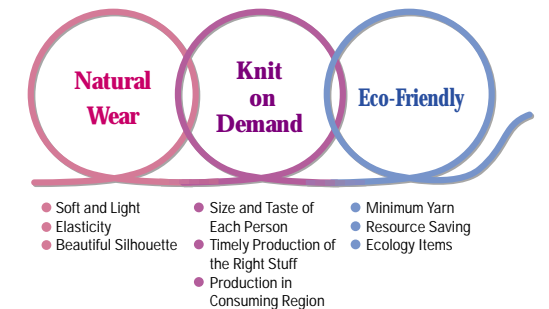 Natural
Wear
Knit
on
Demand
Eco-Friendly
● Soft and Light
● Elasticity
● Beautiful Silhouette
● Size and Taste of
Each Person
● Timely Production of
the Right Stuff
● Production in
Consuming Region
● Minimum Yarn
● Resource Saving
● Ecology Items